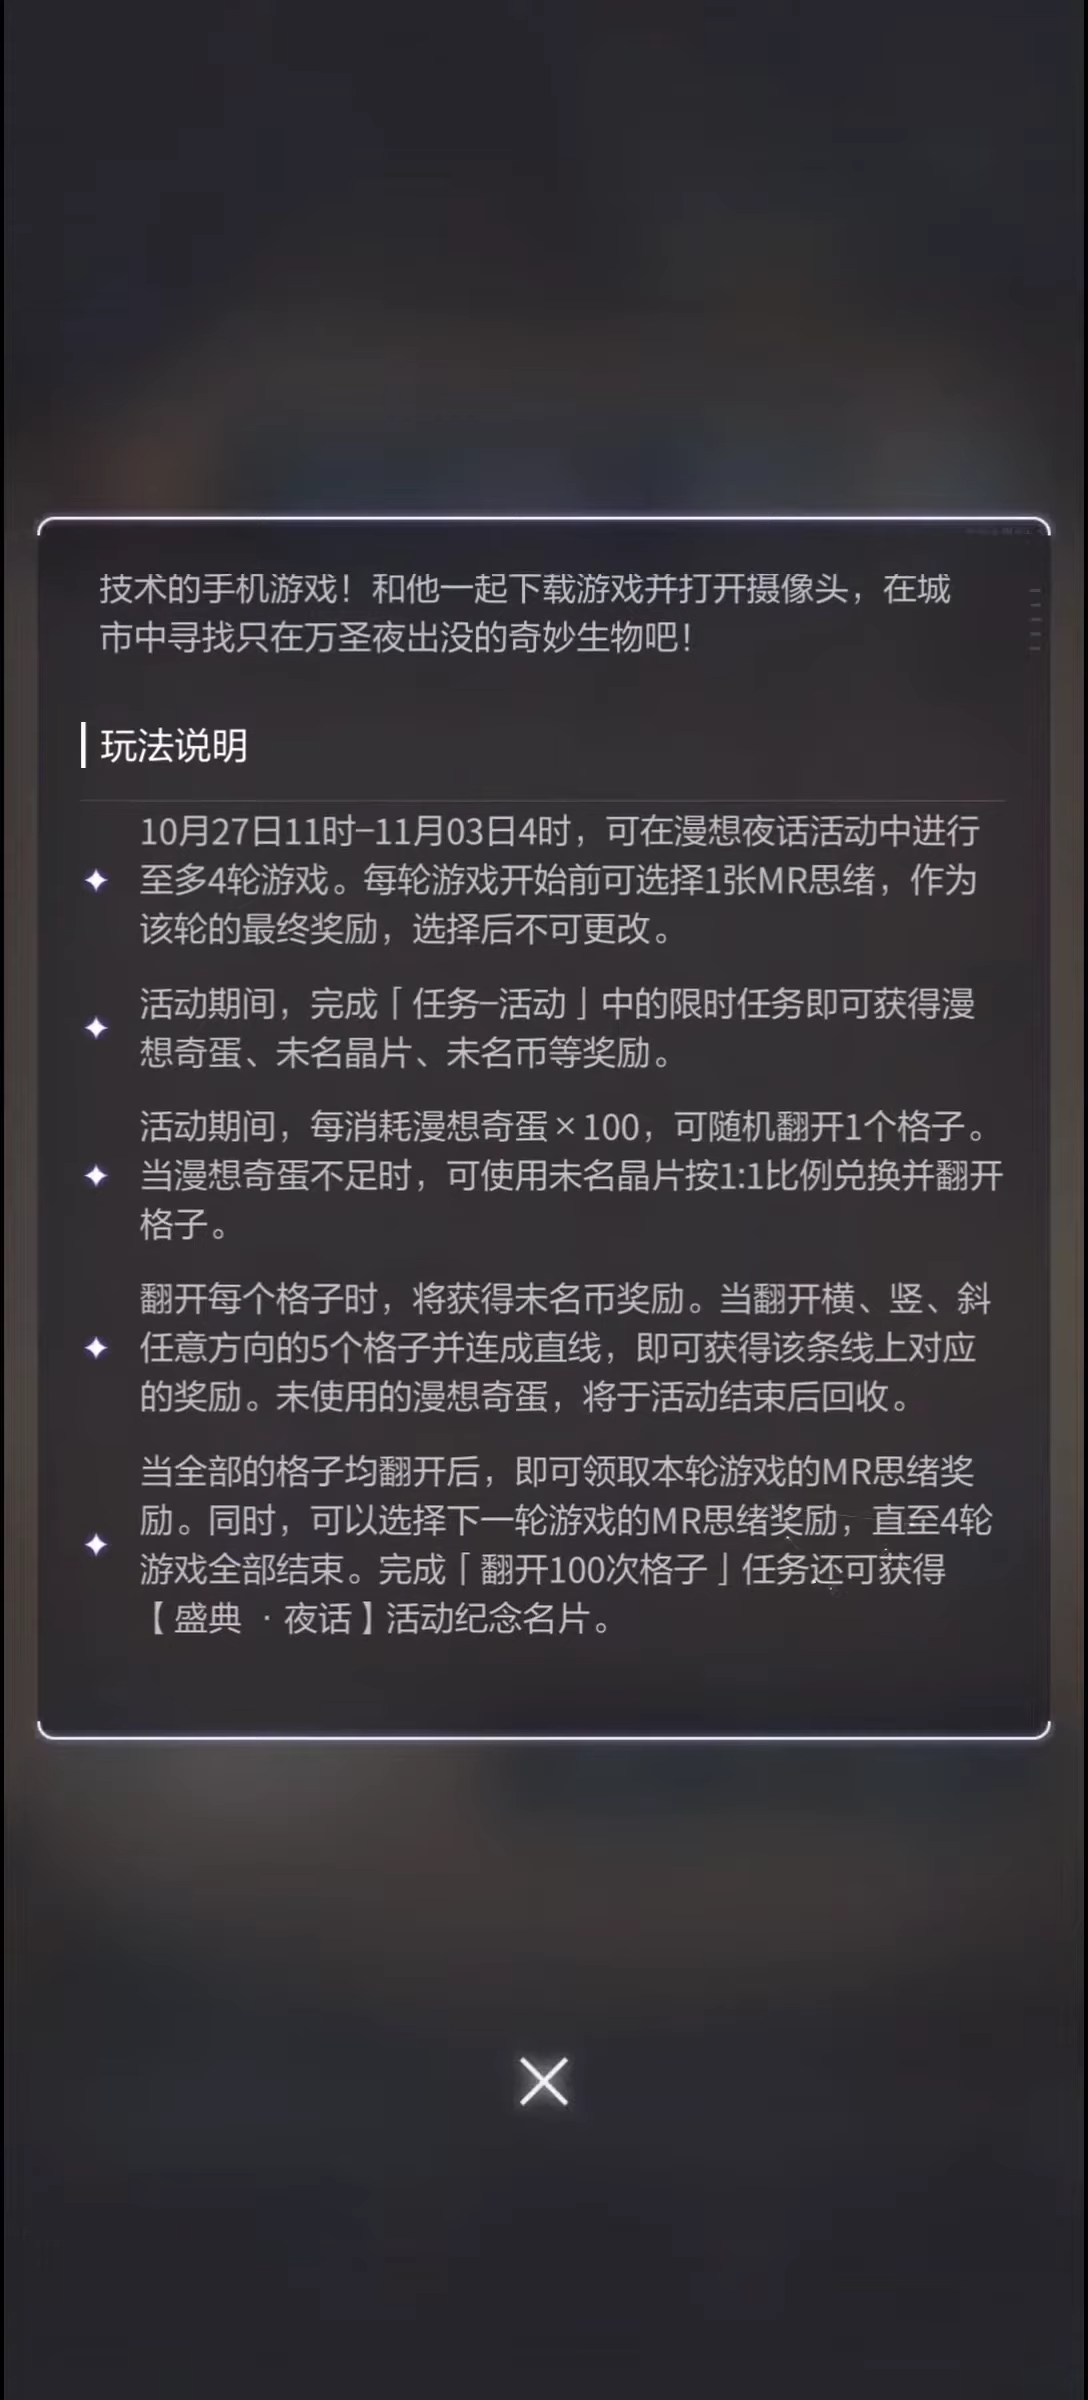 技术的手机游戏！和他一起下载游戏并打开摄像头，在城
市中寻找只在万圣夜出没的奇妙生物吧！
玩法说明
10月27日11时-11月03日4时，可在漫想夜话活动中进行
至多4轮游戏。每轮游戏开始前可选择1张MR思绪，作为
该轮的最终奖励，选择后不可更改。
活动期间，完成「任务-活动」中的限时任务即可获得漫
想奇蛋、未名晶片、未名币等奖励。
活动期间，每消耗漫想奇蛋×100，可随机翻开1个格子。
当漫想奇蛋不足时，可使用未名晶片按1:1比例兑换并翻开
格子。
翻开每个格子时，将获得未名币奖励。当翻开横、竖、斜
任意方向的5个格子并连成直线，即可获得该条线上对应
的奖励。未使用的漫想奇蛋，将于活动结束后回收。
当全部的格子均翻开后，即可领取本轮游戏的MR思绪奖
励。同时，可以选择下一轮游戏的MR思绪奖励，直至4轮
游戏全部结束。完成「翻开100次格子」任务还可获得
【盛典 · 夜话】活动纪念名片。